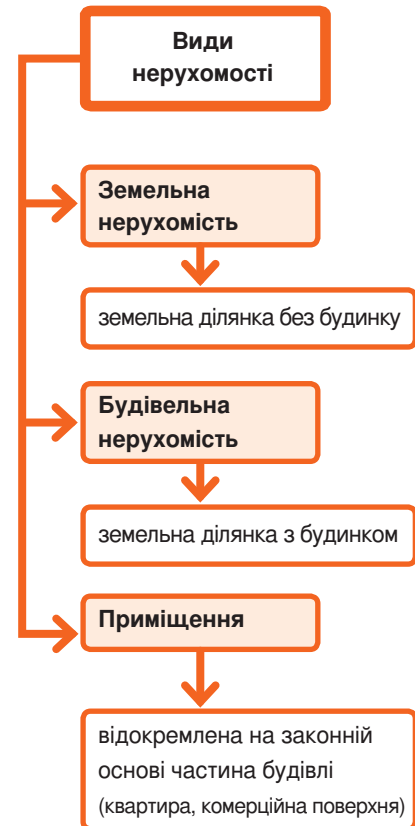 Види
нерухомості
Земельна
нерухомість
земельна ділянка без будинку
Будівельна
нерухомість
земельна ділянка з будинком
Приміщення
відокремлена на законній
основі частина будівлі
(квартира, комерційна поверхня)